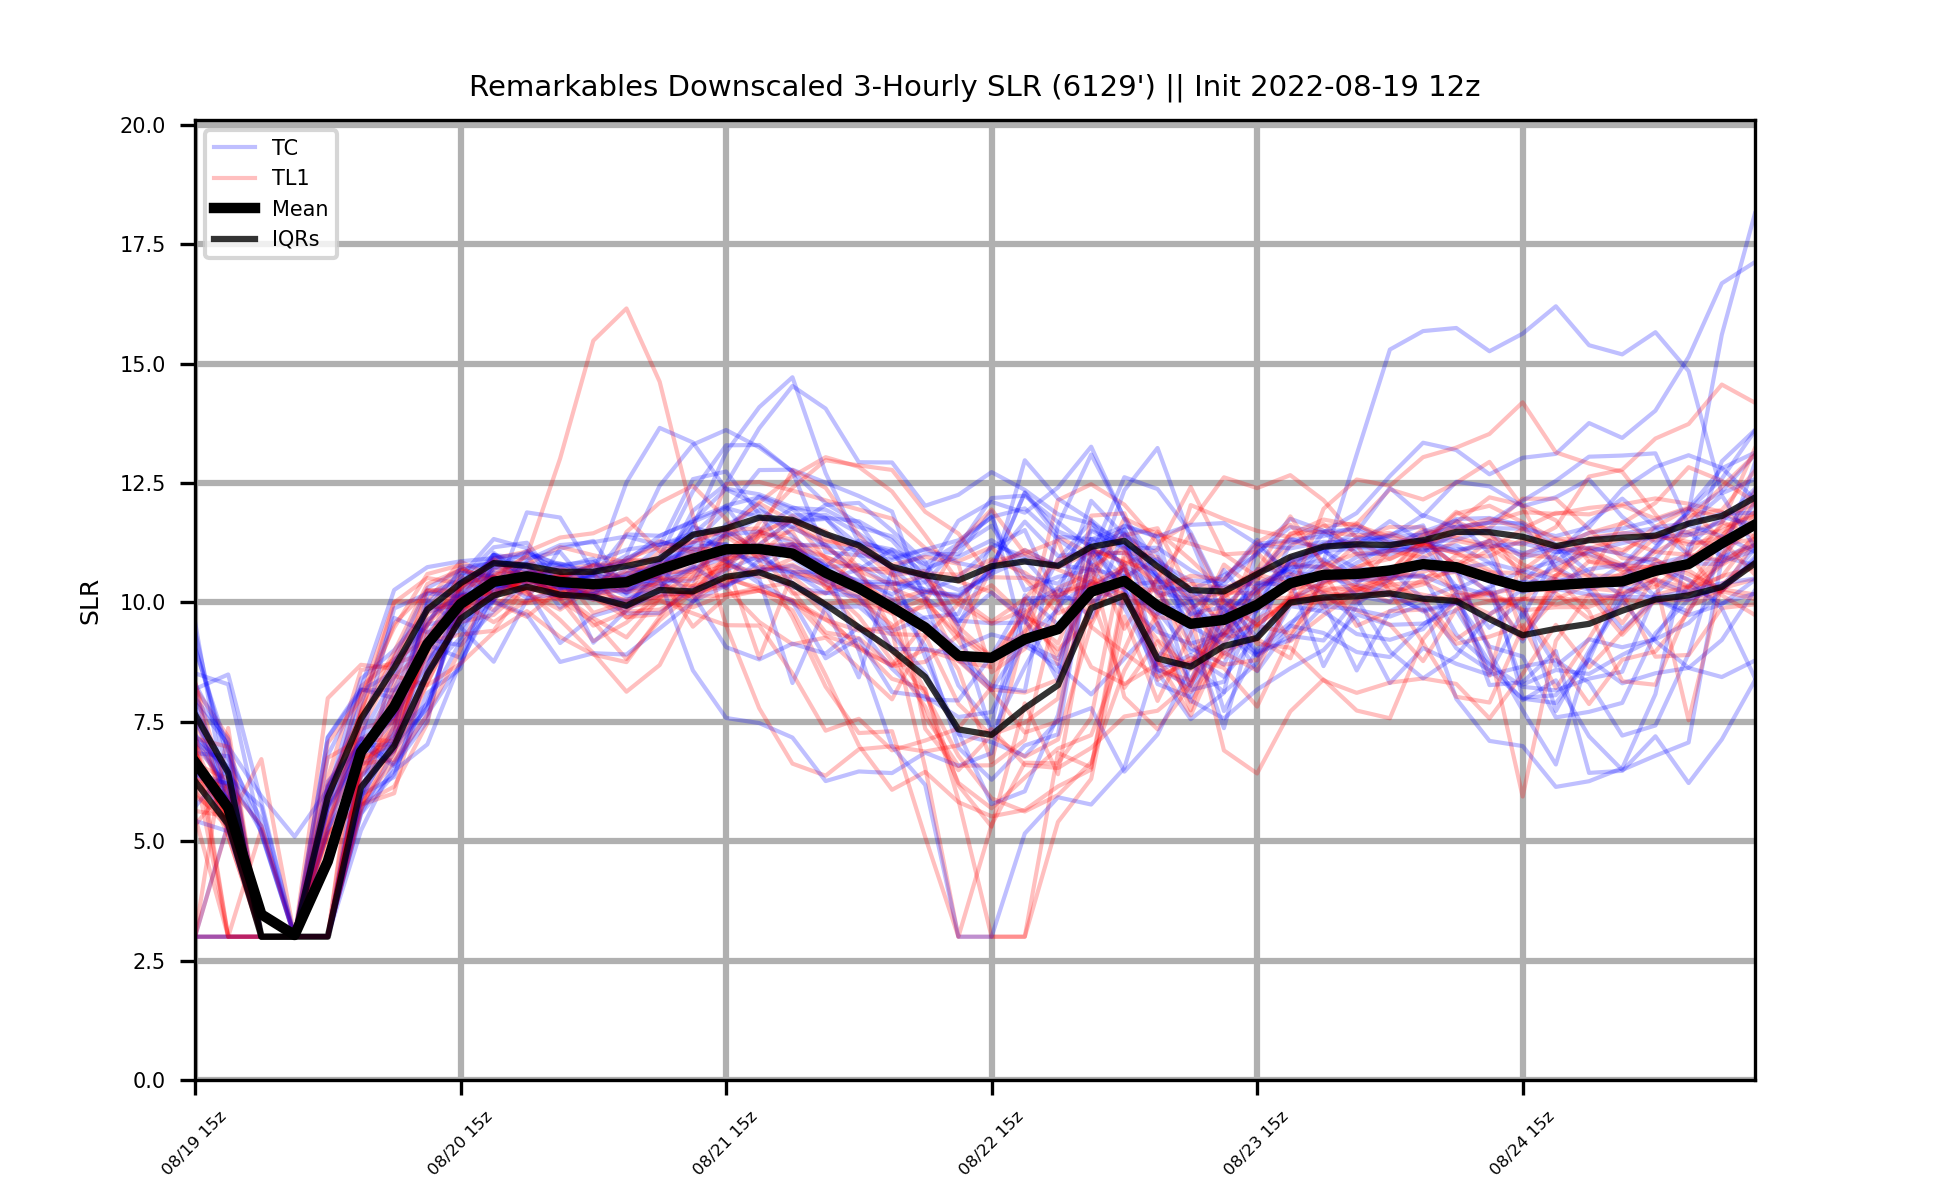 Remarkables Downscaled 3-Hourly SLR (6129') || Init 2022-08-19 12z
20.0
17.5
15.0
12.5
10.0
7.5
5.0
2.5
0.0
SLR
TC
TL1
Mean
IQRs
08/19 15z
08/20 15z
08/21 15z
08/22 15z
08/23 15z
08/24 15z